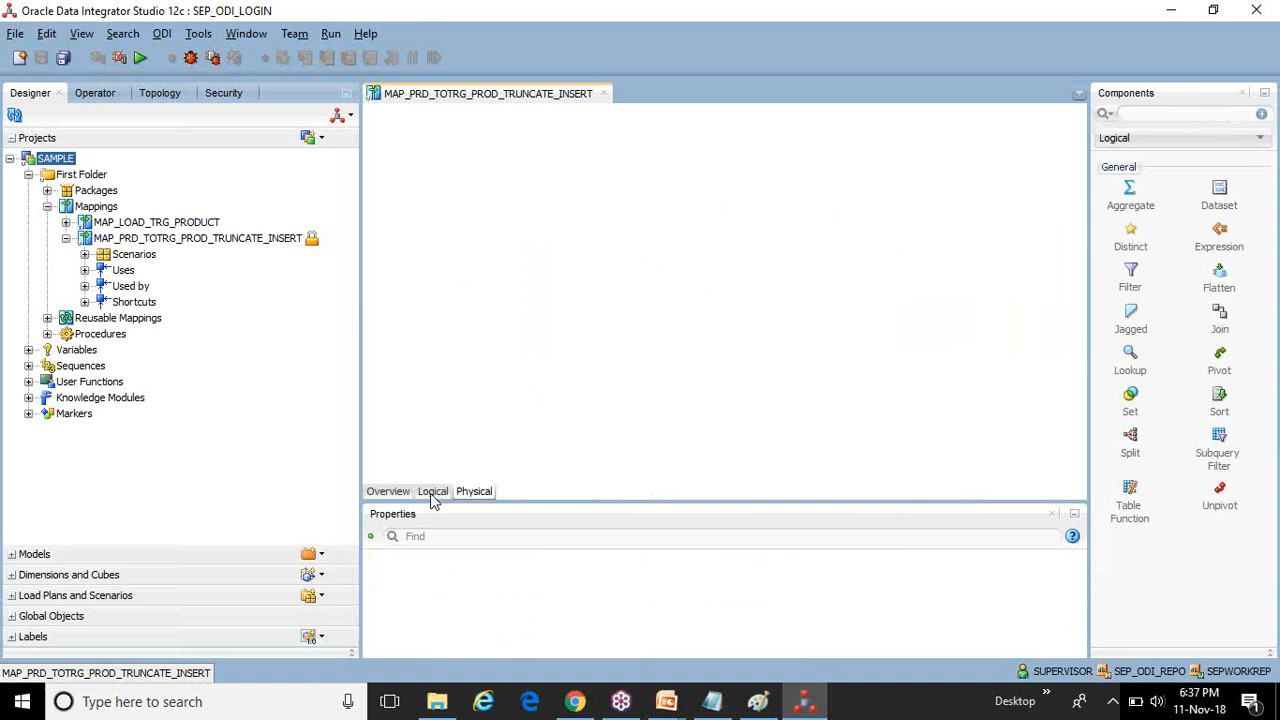 Oracle Data Integrator Studio 12c : SEP_ODI_LOGIN
File Edit View Search ODI Tools Window Team Run Help
Designer Operator Topology Security
Projects
SAMPLE
First Folder
Packages
Mappings
MAP_LOAD_TRG_PRODUCT
MAP_PRD_TOTRG_PROD_TRUNCATE_INSERT
Scenarios
Uses
Used by
Shortcuts
Reusable Mappings
Procedures
Variables
Sequences
User Functions
Knowledge Modules
Markers
Models
Dimensions and Cubes
Load Plans and Scenarios
Global Objects
Labels
MAP_PRD_TOTRG_PROD_TRUNCATE_INSERT
MAP_PRD_TOTRG_PROD_TRUNCATE_INSERT
Overview Logical Physical
Properties
Find
Components
Logical
General
Aggregate Dataset
Distinct Expression
Filter Flatten
Jagged Join
Lookup Pivot
Set Sort
Split Subquery
Filter
Table
Function
Unpivot
SUPERVISOR SEP_ODI_REPO SEPWORKREP
Type here to search
Desktop
6:37 PM
11-Nov-18
1